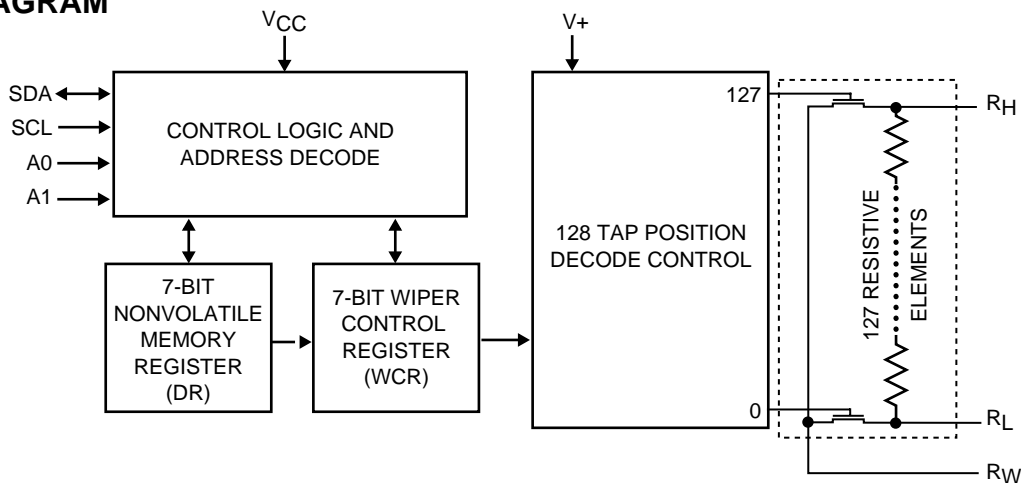 AGRAM
VCC
V+
SDA
SCL
A0
A1
CONTROL LOGIC AND
ADDRESS DECODE
7-BIT
NONVOLATILE
MEMORY
REGISTER
(DR)
7-BIT WIPER
CONTROL
REGISTER
(WCR)
128 TAP POSITION
DECODE CONTROL
127
0
127 RESISTIVE
ELEMENTS
RH
RL
RW